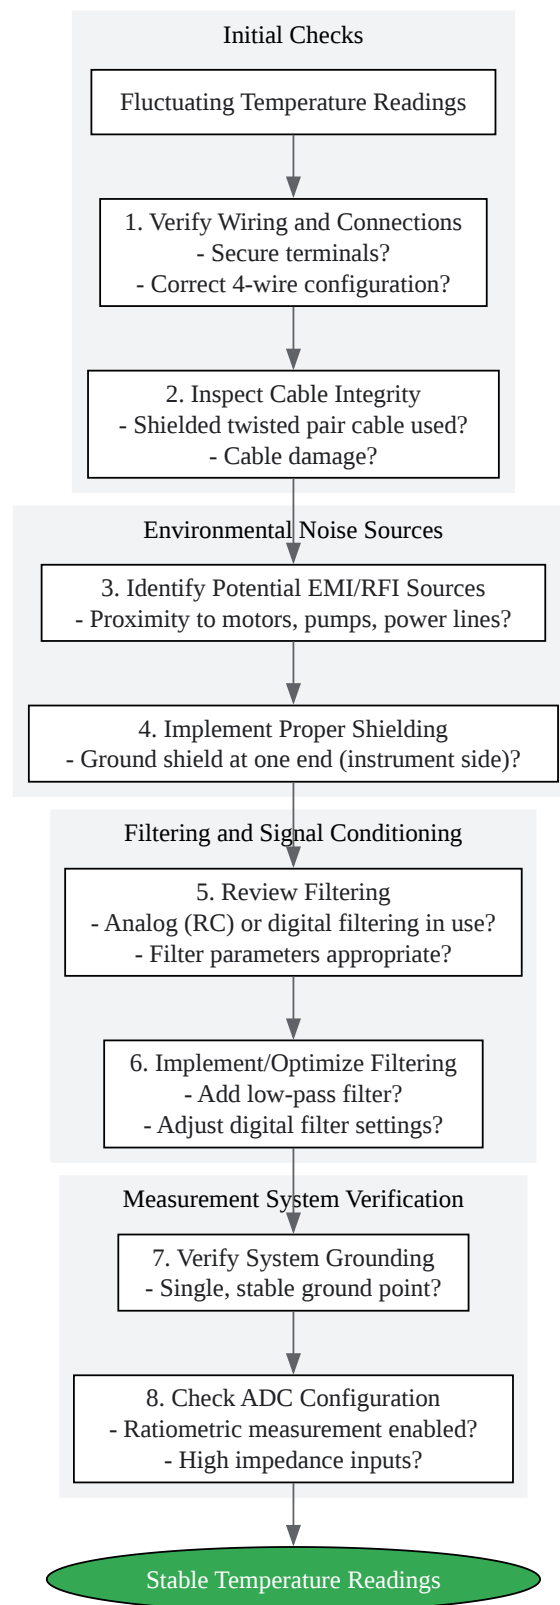 Initial Checks
Fluctuating Temperature Readings
1. Verify Wiring and Connections
- Secure terminals?
- Correct 4-wire configuration?
2. Inspect Cable Integrity
- Shielded twisted pair cable used?
- Cable damage?
Environmental Noise Sources
3. Identify Potential EMI/RFI Sources
- Proximity to motors, pumps, power lines?
4. Implement Proper Shielding
- Ground shield at one end (instrument side)?
Filtering and Signal Conditioning
5. Review Filtering
- Analog (RC) or digital filtering in use?
- Filter parameters appropriate?
6. Implement/Optimize Filtering
- Add low-pass filter?
- Adjust digital filter settings?
Measurement System Verification
7. Verify System Grounding
- Single, stable ground point?
8. Check ADC Configuration
- Ratiometric measurement enabled?
- High impedance inputs?
Stable Temperature Readings